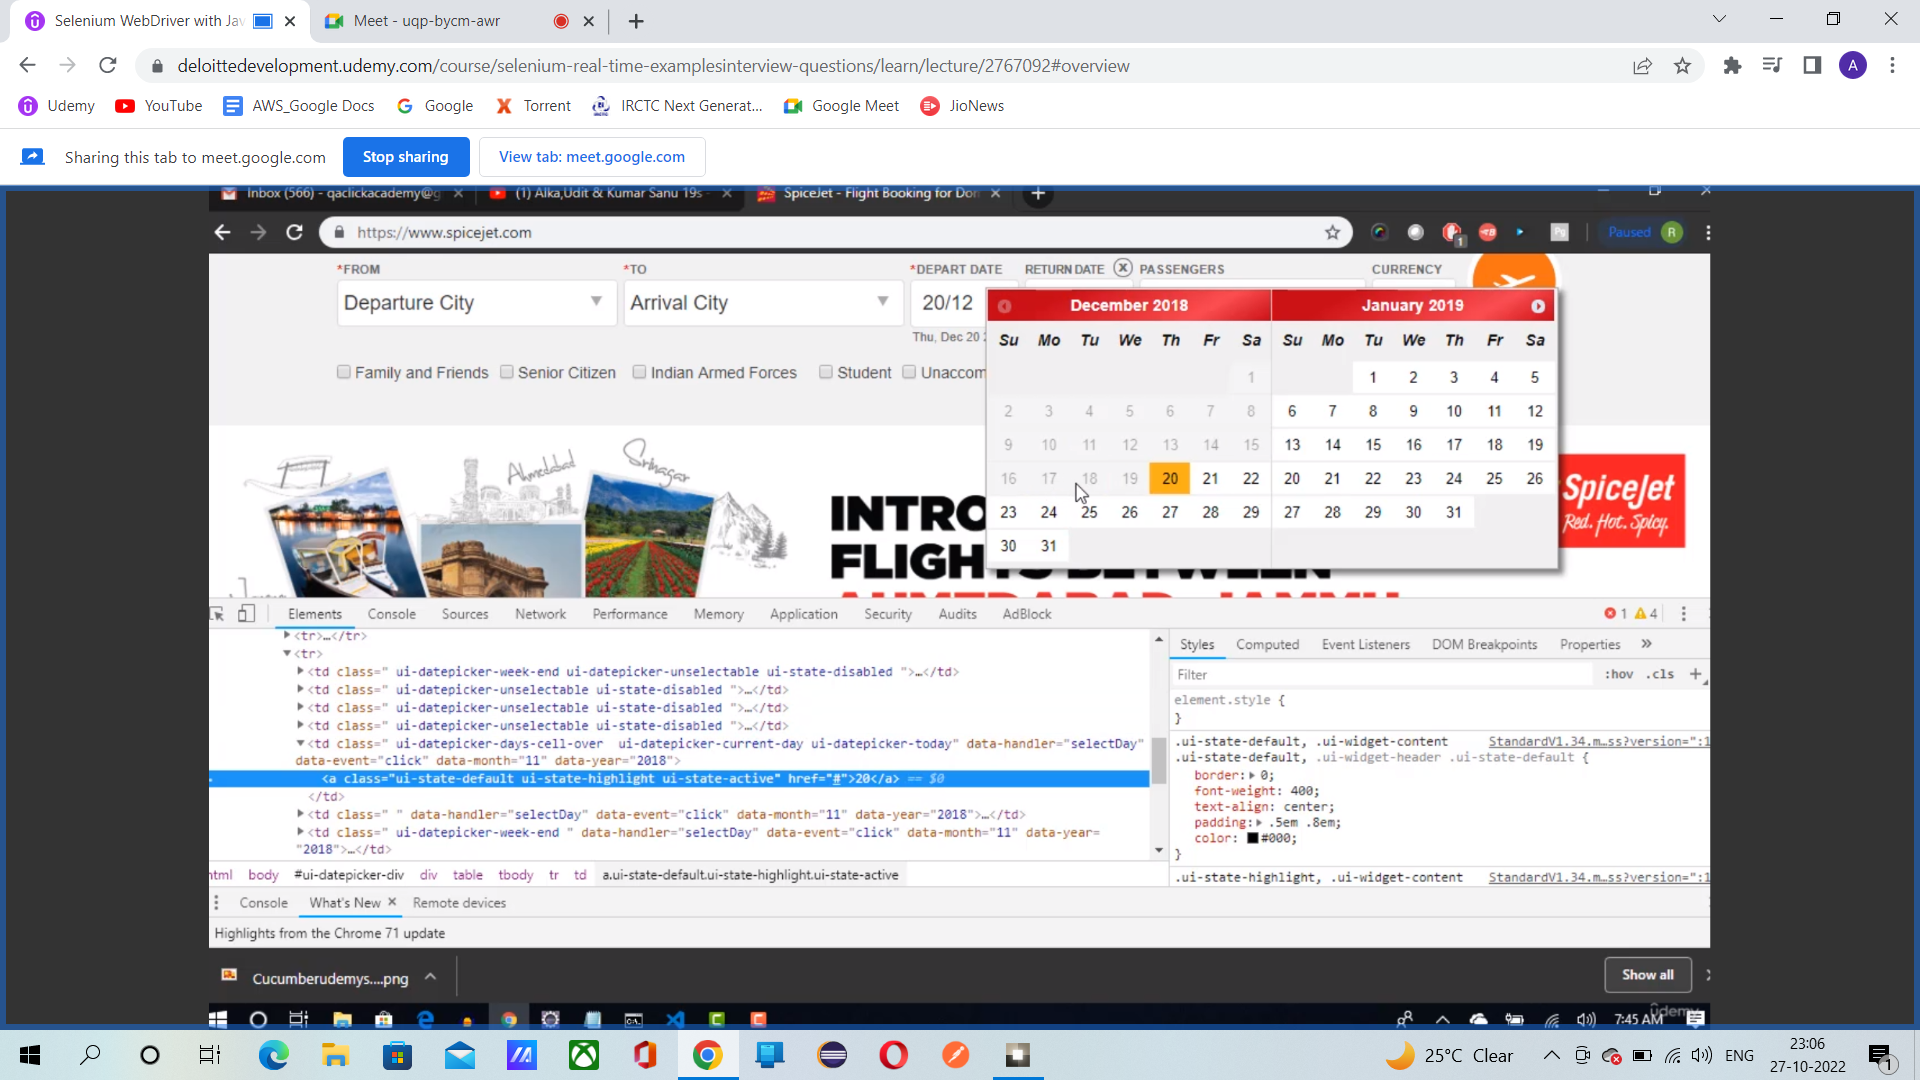 Selenium WebDriver with Jav
Meet - uqp-bycm-awr
deloittedevelopment.udemy.com/course/selenium-real-time-examplesinterview-questions/learn/lecture/2767092#overview
A
Udemy YouTube AWS_Google Docs Google Torrent IRCTC Next Generat... Google Meet JioNews
Sharing this tab to meet.google.com Stop sharing View tab: meet.google.com
Inbox (566) - qaclickacademy@g (1) Alka,Udit & Kumar Sanu 19s - SpiceJet - Flight Booking for Don
https://www.spicejet.com 1 Paused R
*FROM *TO *DEPART DATE RETURN DATE PASSENGERS CURRENCY
Departure City Arrival City 20/12
Thu, Dec 20
Family and Friends Senior Citizen Indian Armed Forces Student Unaccom
December 2018 January 2019
Su Mo Tu We Th Fr Sa Su Mo Tu We Th Fr Sa
1 1 2 3 4 5
2 3 4 5 6 7 8 6 7 8 9 10 11 12
9 10 11 12 13 14 15 13 14 15 16 17 18 19
16 17 18 19 20 21 22 20 21 22 23 24 25 26
23 24 25 26 27 28 29 27 28 29 30 31
30 31
Ahmedabad
Srinagar
INTRO
FLIGHTS BETWEEN
AHMEDABAD - JAMMU
SpiceJet
Red. Hot. Spicy.
Elements Console Sources Network Performance Memory Application Security Audits AdBlock 1 4
<tr>…</tr>
<tr>
<td class=" ui-datepicker-week-end ui-datepicker-unselectable ui-state-disabled ">…</td>
<td class=" ui-datepicker-unselectable ui-state-disabled ">…</td>
<td class=" ui-datepicker-unselectable ui-state-disabled ">…</td>
<td class=" ui-datepicker-unselectable ui-state-disabled ">…</td>
<td class=" ui-datepicker-days-cell-over  ui-datepicker-current-day ui-datepicker-today" data-handler="selectDay"
data-event="click" data-month="11" data-year="2018">
<a class="ui-state-default ui-state-highlight ui-state-active" href="#">20</a> == $0
</td>
<td class=" " data-handler="selectDay" data-event="click" data-month="11" data-year="2018">…</td>
<td class=" ui-datepicker-week-end " data-handler="selectDay" data-event="click" data-month="11" data-year=
"2018">…</td>
html body #ui-datepicker-div div table tbody tr td a.ui-state-default.ui-state-highlight.ui-state-active
Styles Computed Event Listeners DOM Breakpoints Properties »
Filter :hov .cls +
element.style {
}
.ui-state-default, .ui-widget-content StandardV1.34.m…ss?version=":1
.ui-state-default, .ui-widget-header .ui-state-default {
border: 0;
font-weight: 400;
text-align: center;
padding: .5em .8em;
color: #000;
}
.ui-state-highlight, .ui-widget-content StandardV1.34.m…ss?version=":1
Console What's New Remote devices
Highlights from the Chrome 71 update
Cucumberudemys....png Show all
udemy
7:45 AM
25°C Clear ENG 23:06
27-10-2022
1